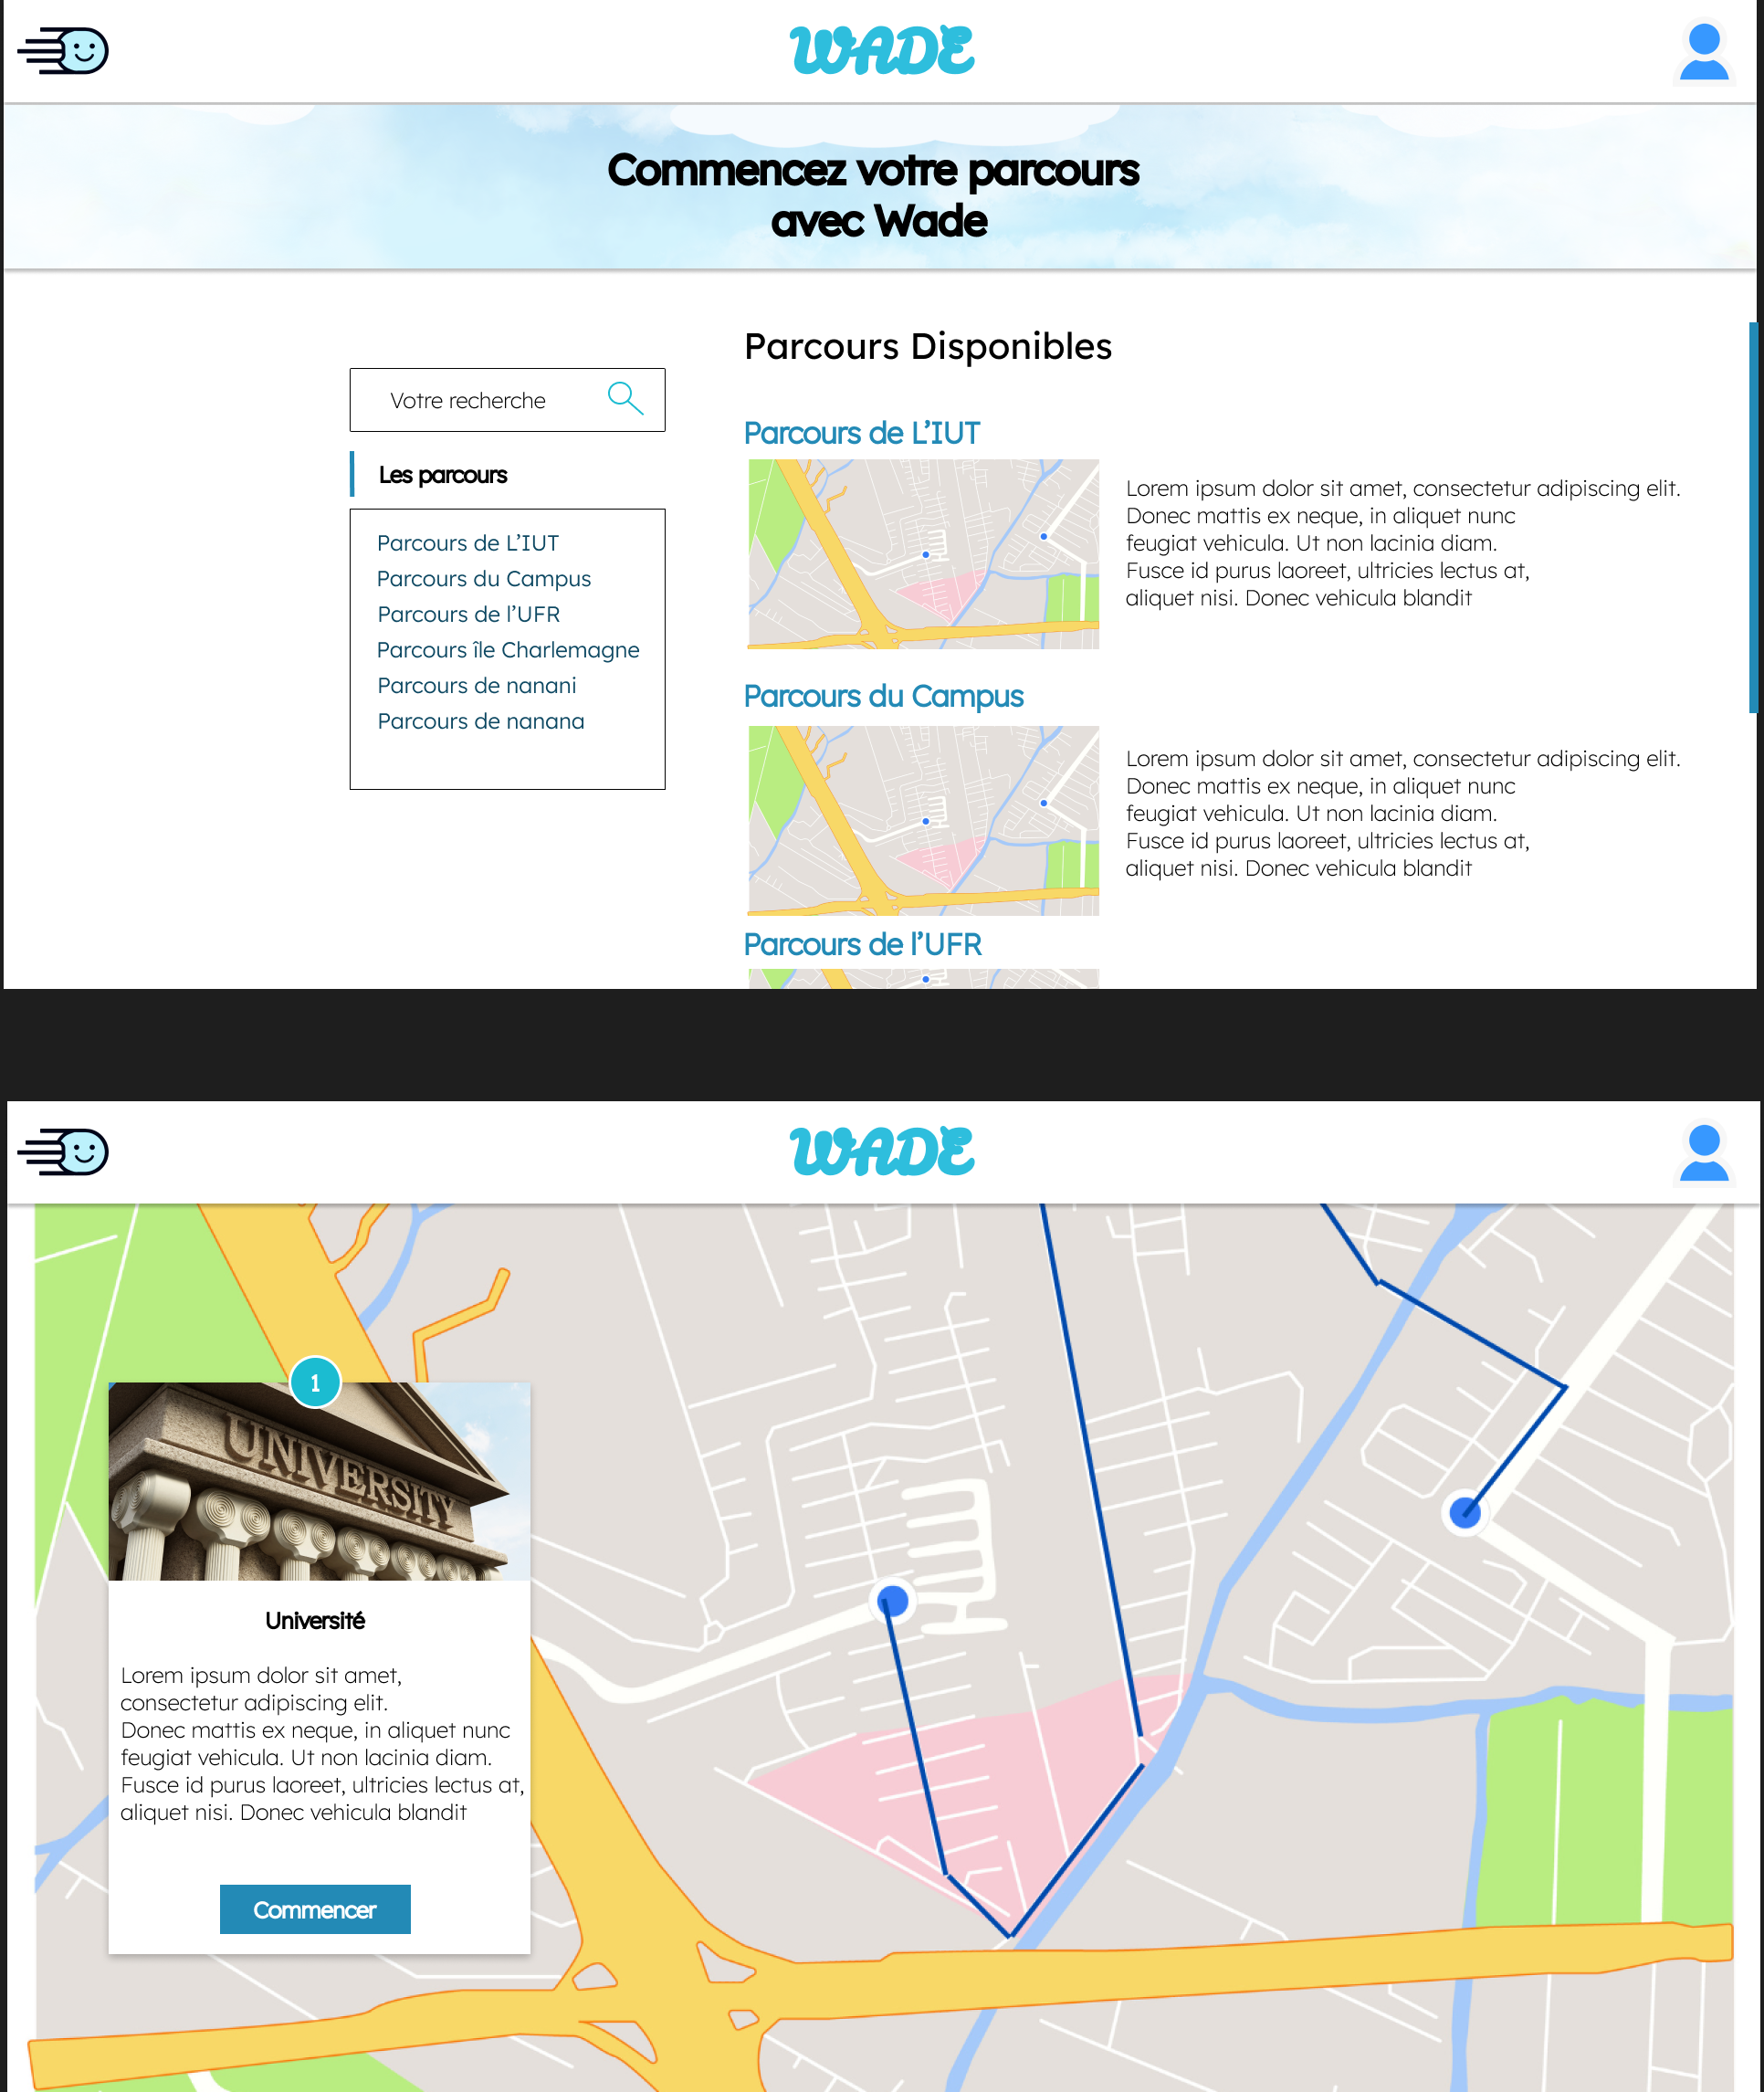 WADE
Commencez votre parcours
avec Wade
Votre recherche
Les parcours
Parcours de L’IUT
Parcours du Campus
Parcours de l’UFR
Parcours île Charlemagne
Parcours de nanani
Parcours de nanana
Parcours Disponibles
Parcours de L’IUT
Lorem ipsum dolor sit amet, consectetur adipiscing elit.
Donec mattis ex neque, in aliquet nunc
feugiat vehicula. Ut non lacinia diam.
Fusce id purus laoreet, ultricies lectus at,
aliquet nisi. Donec vehicula blandit
Parcours du Campus
Lorem ipsum dolor sit amet, consectetur adipiscing elit.
Donec mattis ex neque, in aliquet nunc
feugiat vehicula. Ut non lacinia diam.
Fusce id purus laoreet, ultricies lectus at,
aliquet nisi. Donec vehicula blandit
Parcours de l’UFR
WADE
1
UNIVERSITY
Université
Lorem ipsum dolor sit amet,
consectetur adipiscing elit.
Donec mattis ex neque, in aliquet nunc
feugiat vehicula. Ut non lacinia diam.
Fusce id purus laoreet, ultricies lectus at,
aliquet nisi. Donec vehicula blandit
Commencer